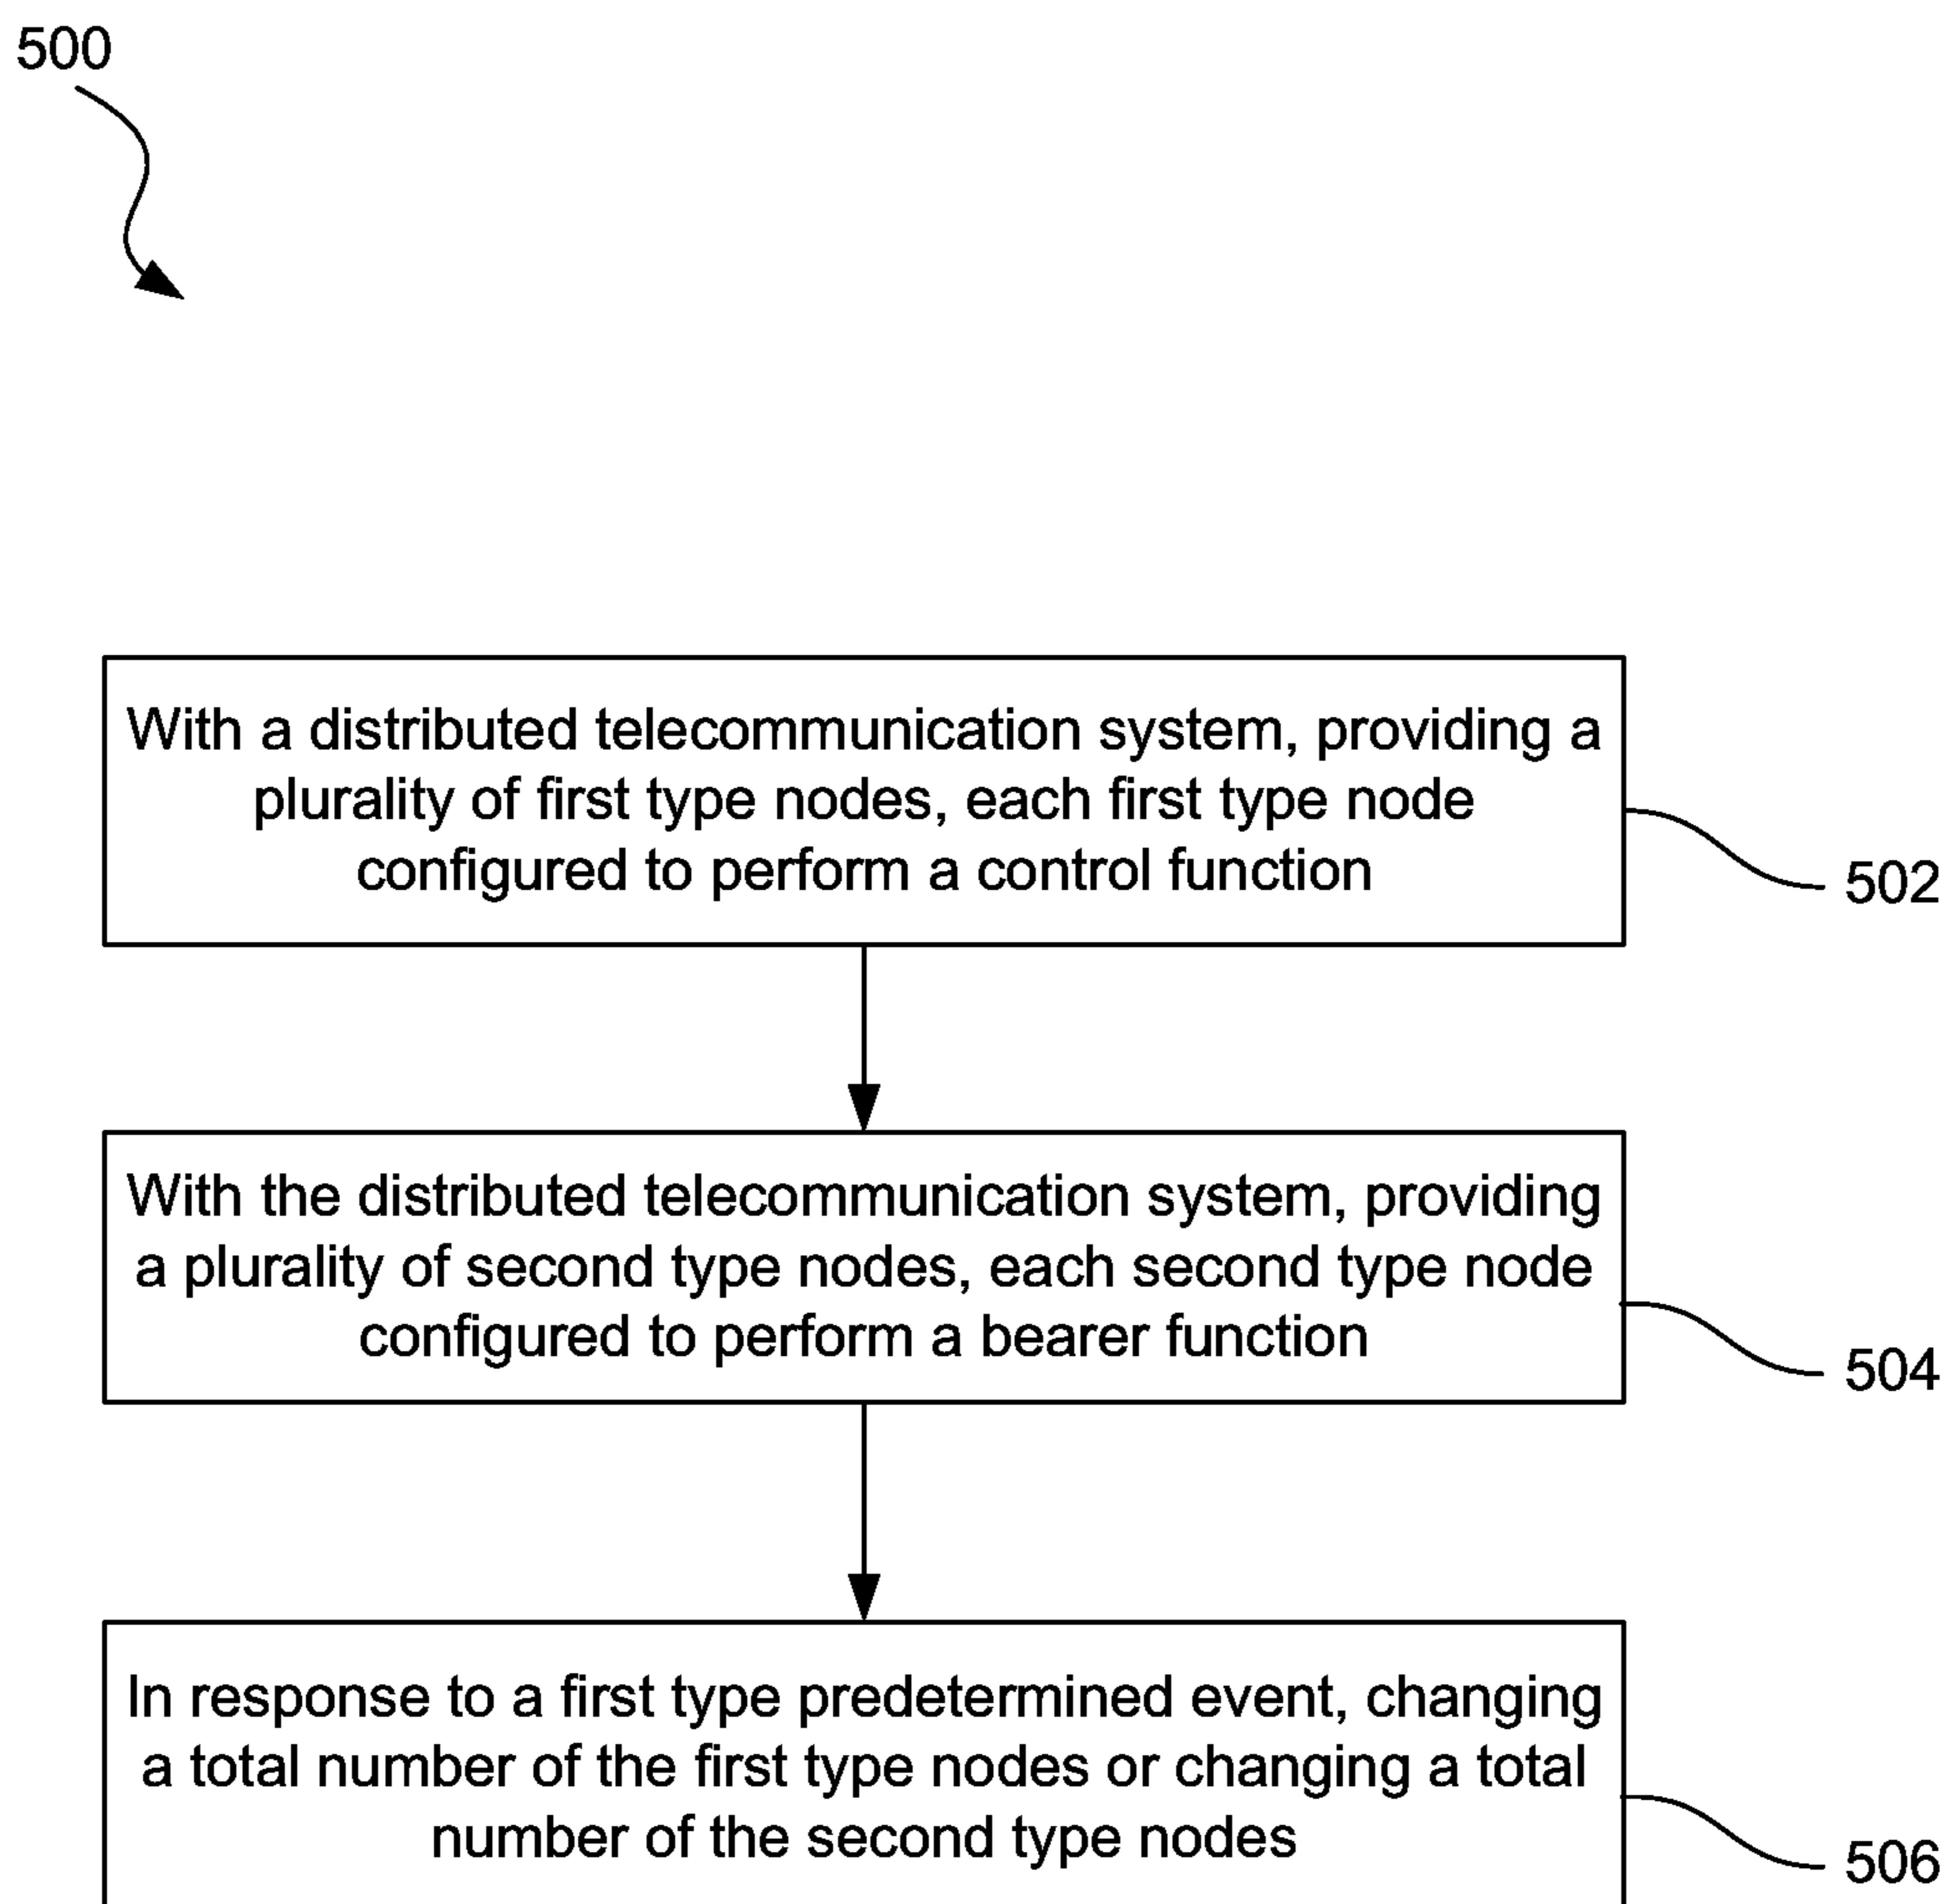 500
With a distributed telecommunication system, providing a
plurality of first type nodes, each first type node
configured to perform a control function
502
With the distributed telecommunication system, providing
a plurality of second type nodes, each second type node
configured to perform a bearer function
504
In response to a first type predetermined event, changing
a total number of the first type nodes or changing a total
number of the second type nodes
506